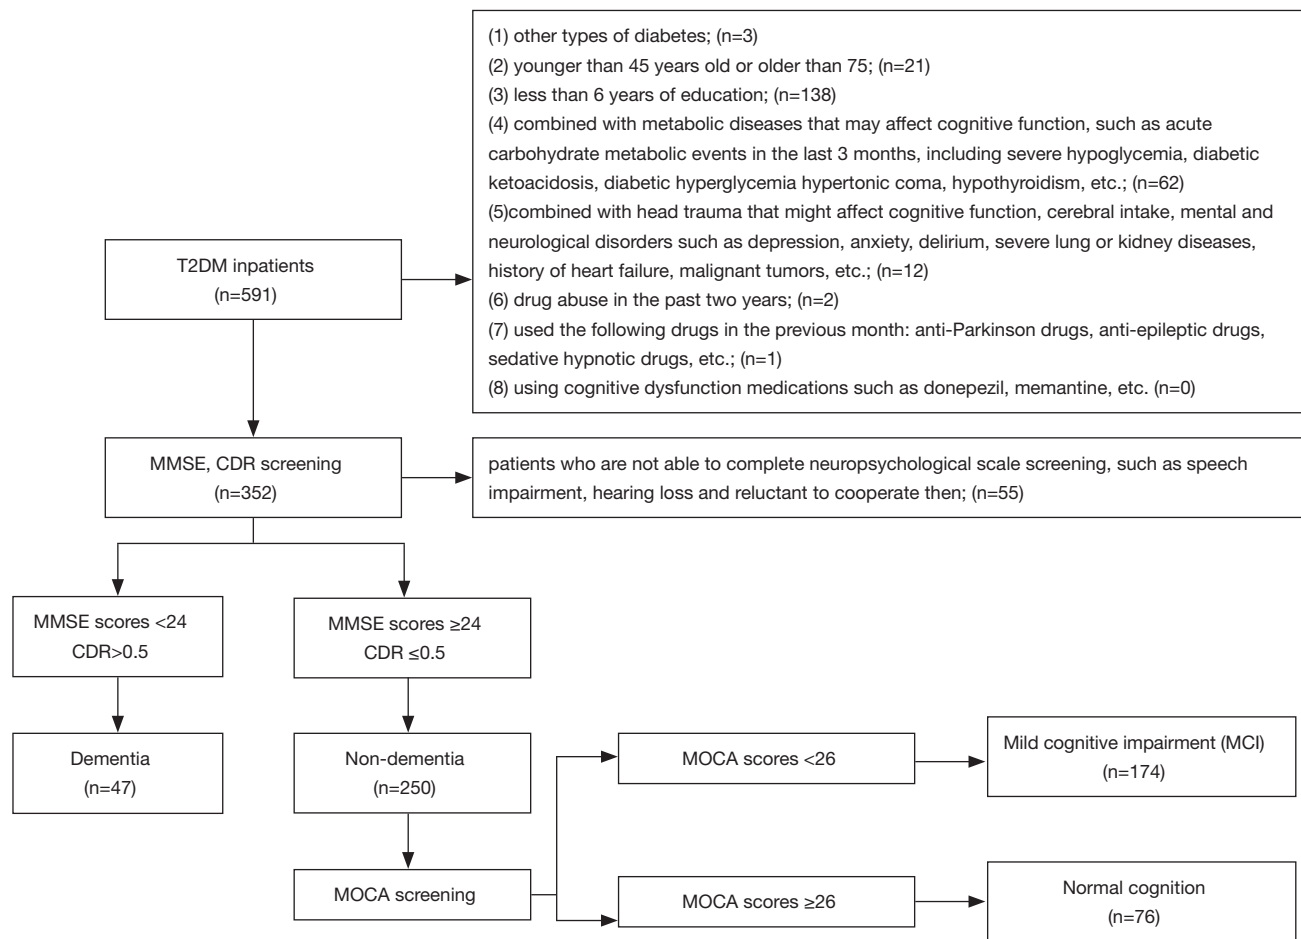 (1) other types of diabetes; (n=3)
(2) younger than 45 years old or older than 75; (n=21)
(3) less than 6 years of education; (n=138)
(4) combined with metabolic diseases that may affect cognitive function, such as acute
carbohydrate metabolic events in the last 3 months, including severe hypoglycemia, diabetic
ketoacidosis, diabetic hyperglycemia hypertonic coma, hypothyroidism, etc.; (n=62)
(5)combined with head trauma that might affect cognitive function, cerebral intake, mental and
neurological disorders such as depression, anxiety, delirium, severe lung or kidney diseases,
history of heart failure, malignant tumors, etc.; (n=12)
(6) drug abuse in the past two years; (n=2)
(7) used the following drugs in the previous month: anti-Parkinson drugs, anti-epileptic drugs,
sedative hypnotic drugs, etc.; (n=1)
(8) using cognitive dysfunction medications such as donepezil, memantine, etc. (n=0)
T2DM inpatients
(n=591)
MMSE, CDR screening
(n=352)
patients who are not able to complete neuropsychological scale screening, such as speech
impairment, hearing loss and reluctant to cooperate then; (n=55)
MMSE scores <24
CDR>0.5
MMSE scores ≥24
CDR ≤0.5
Dementia
(n=47)
Non-dementia
(n=250)
MOCA scores <26
Mild cognitive impairment (MCI)
(n=174)
MOCA screening
MOCA scores ≥26
Normal cognition
(n=76)